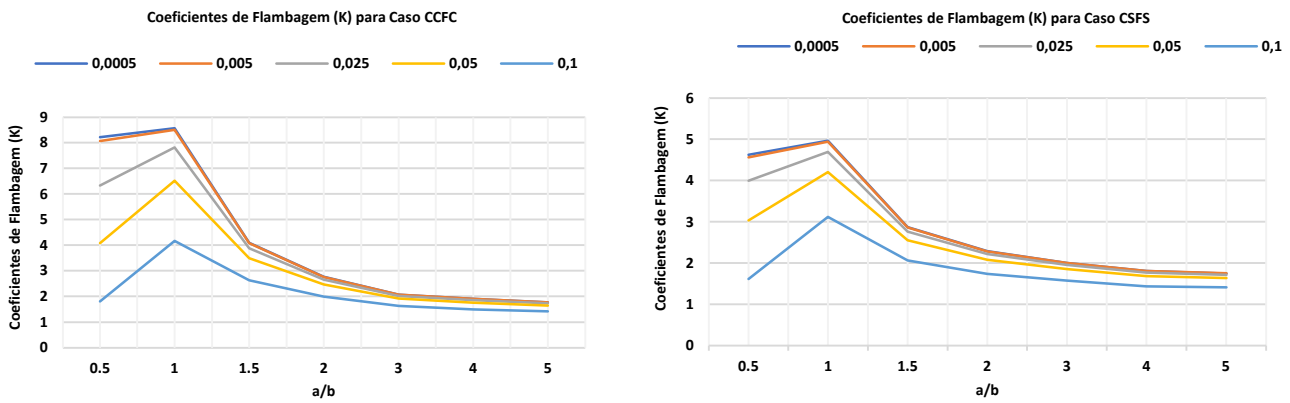 Coeficientes de Flambagem (K) para Caso CCFC
0,0005 0,005 0,025 0,05 0,1
Coeficientes de Flambagem (K)
9
8
7
6
5
4
3
2
1
0
0.5 1 1.5 2 3 4 5
a/b
Coeficientes de Flambagem (K) para Caso CSFS
0,0005 0,005 0,025 0,05 0,1
Coeficientes de Flambagem (K)
6
5
4
3
2
1
0
0.5 1 1.5 2 3 4 5
a/b